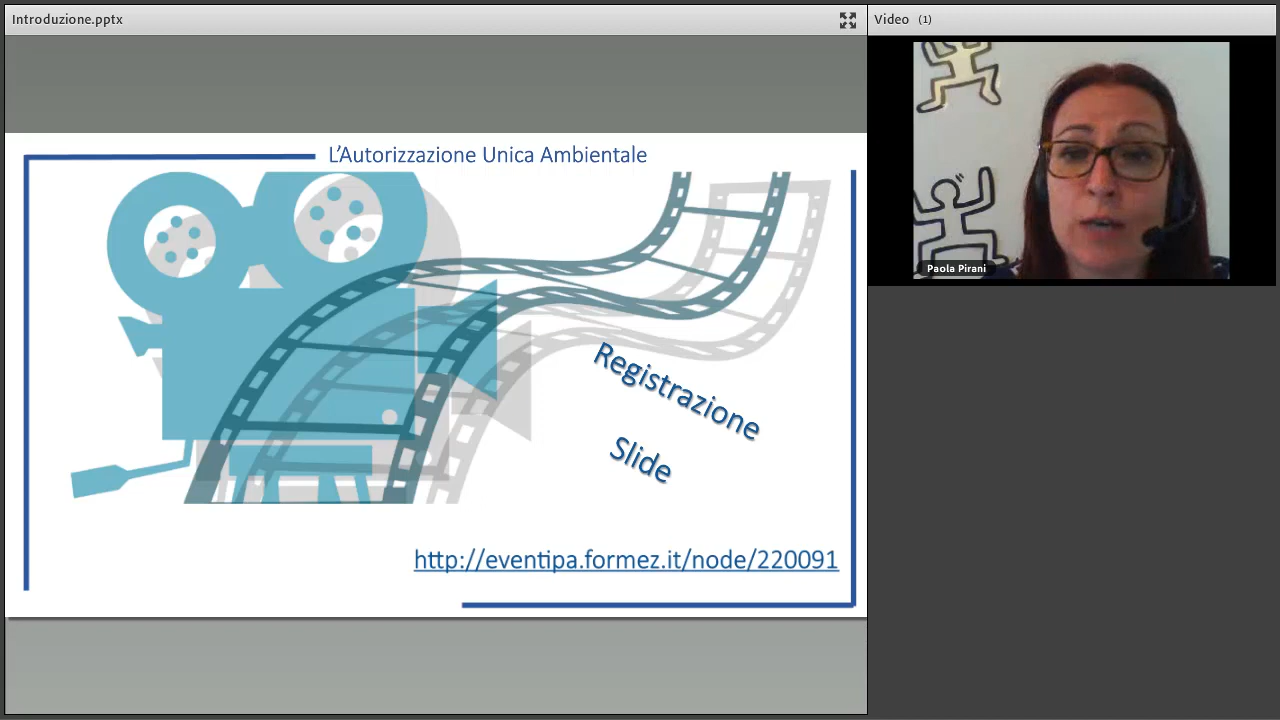 Introduzione.pptx
Video (1)
L'Autorizzazione Unica Ambientale
Registrazione
Slide
http://eventipa.formez.it/node/220091
Paola Pirani